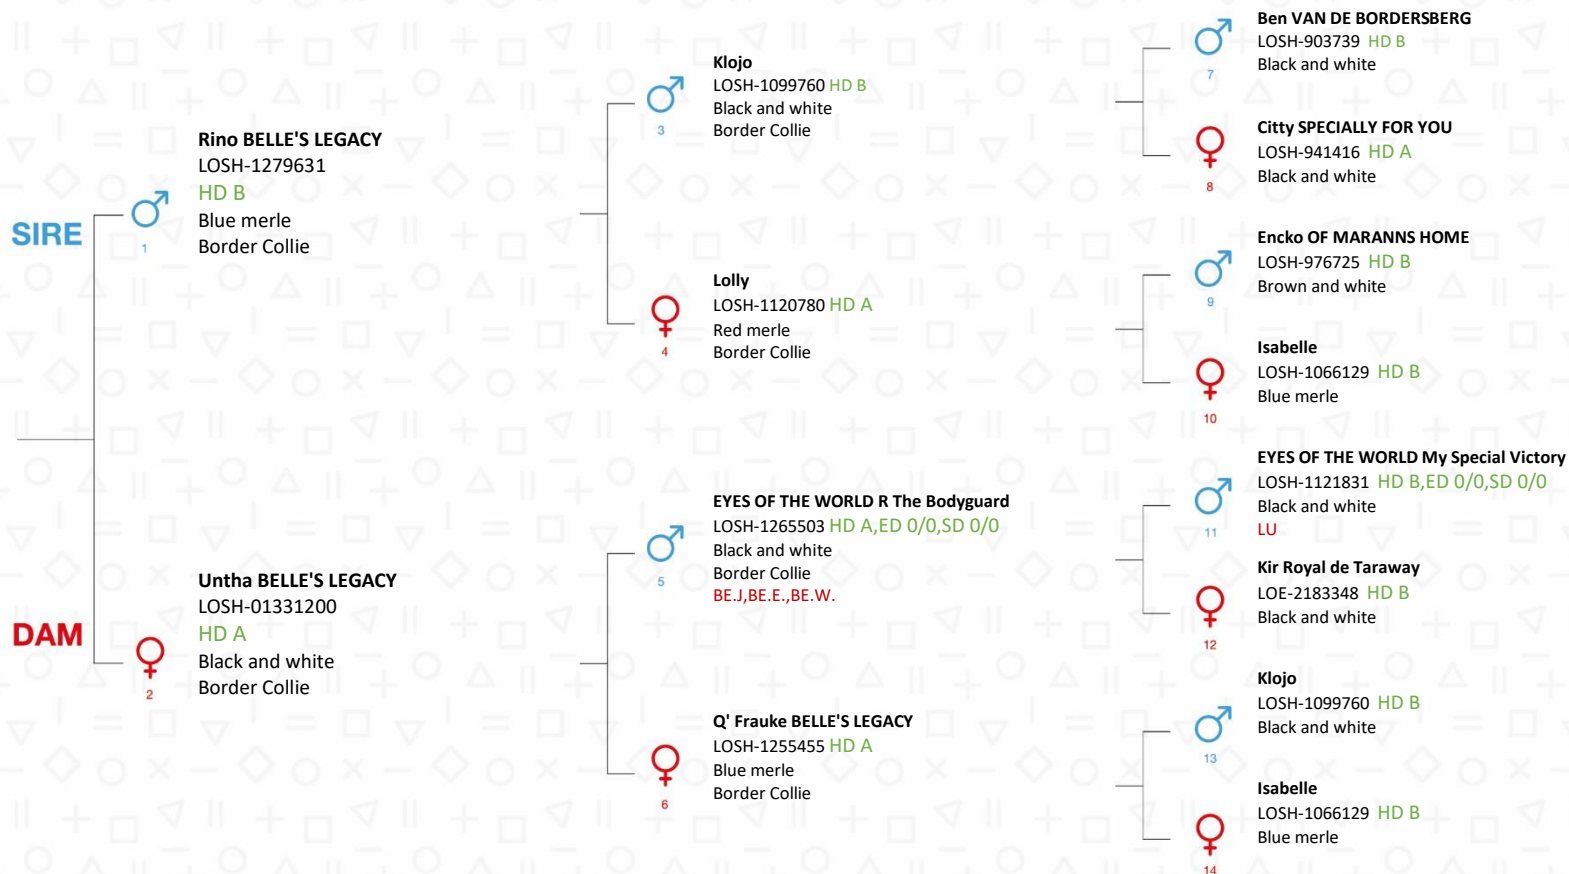 SIRE
1
Rino BELLE'S LEGACY
LOSH-1279631
HD B
Blue merle
Border Collie
DAM
2
Untha BELLE'S LEGACY
LOSH-01331200
HD A
Black and white
Border Collie
3
Klojo
LOSH-1099760 HD B
Black and white
Border Collie
4
Lolly
LOSH-1120780 HD A
Red merle
Border Collie
5
EYES OF THE WORLD R The Bodyguard
LOSH-1265503 HD A,ED 0/0,SD 0/0
Black and white
Border Collie
BE.J,BE.E.,BE.W.
6
Q' Frauke BELLE'S LEGACY
LOSH-1255455 HD A
Blue merle
Border Collie
7
Ben VAN DE BORDERSBERG
LOSH-903739 HD B
Black and white
8
Citty SPECIALLY FOR YOU
LOSH-941416 HD A
Black and white
9
Encko OF MARANNS HOME
LOSH-976725 HD B
Brown and white
10
Isabelle
LOSH-1066129 HD B
Blue merle
11
EYES OF THE WORLD My Special Victory
LOSH-1121831 HD B,ED 0/0,SD 0/0
Black and white
LU
12
Kir Royal de Taraway
LOE-2183348 HD B
Black and white
13
Klojo
LOSH-1099760 HD B
Black and white
14
Isabelle
LOSH-1066129 HD B
Blue merle